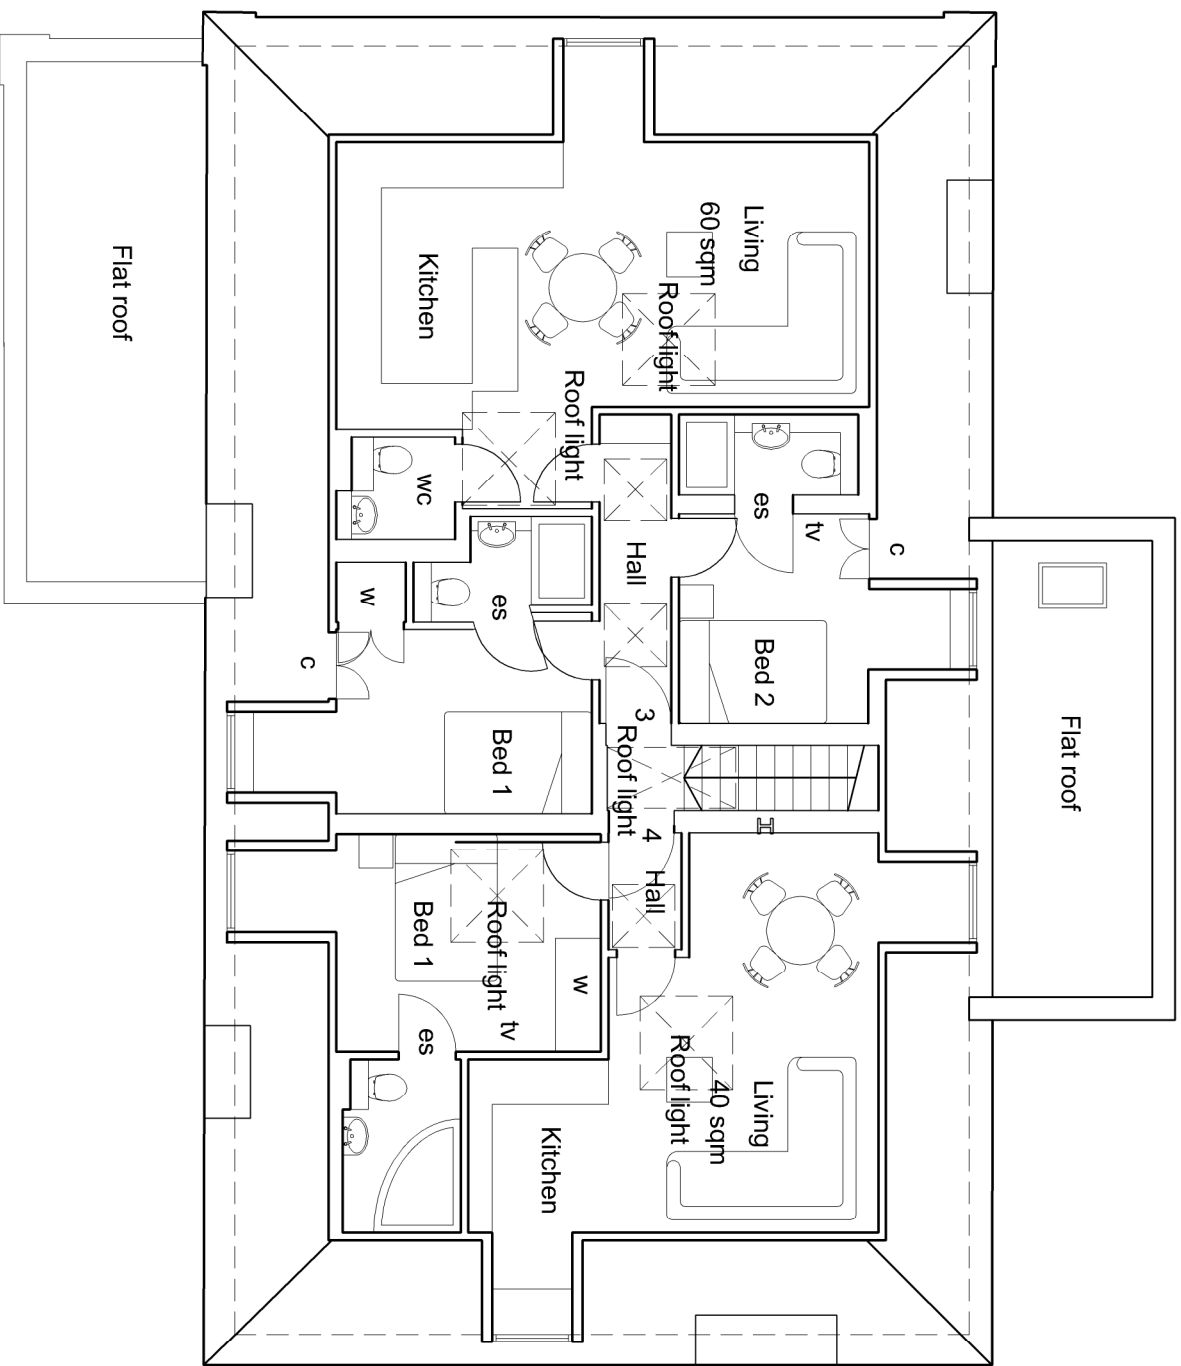 Flat roof
Living
60 sqm
Roof light
Kitchen
Roof light
wc
es
tv
c
Hall
es
w
c
Bed 2
3
Roof light
Bed 1
Flat roof
4
H
Hall
Bed 1
Roof light
tv
w
es
Living
40 sqm
Roof light
Kitchen